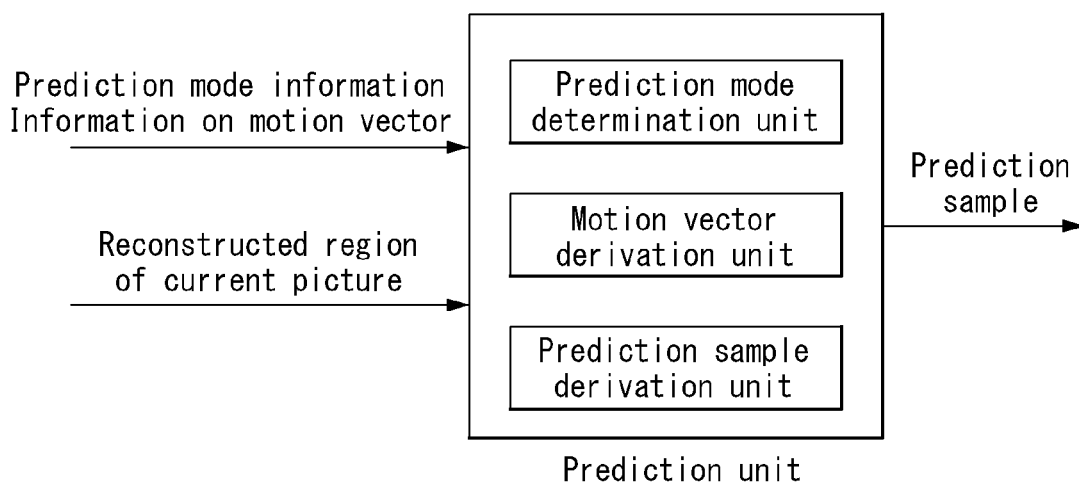 Prediction mode information
Information on motion vector
Reconstructed region
of current picture
Prediction mode
determination unit
Motion vector
derivation unit
Prediction sample
derivation unit
Prediction
sample
Prediction unit